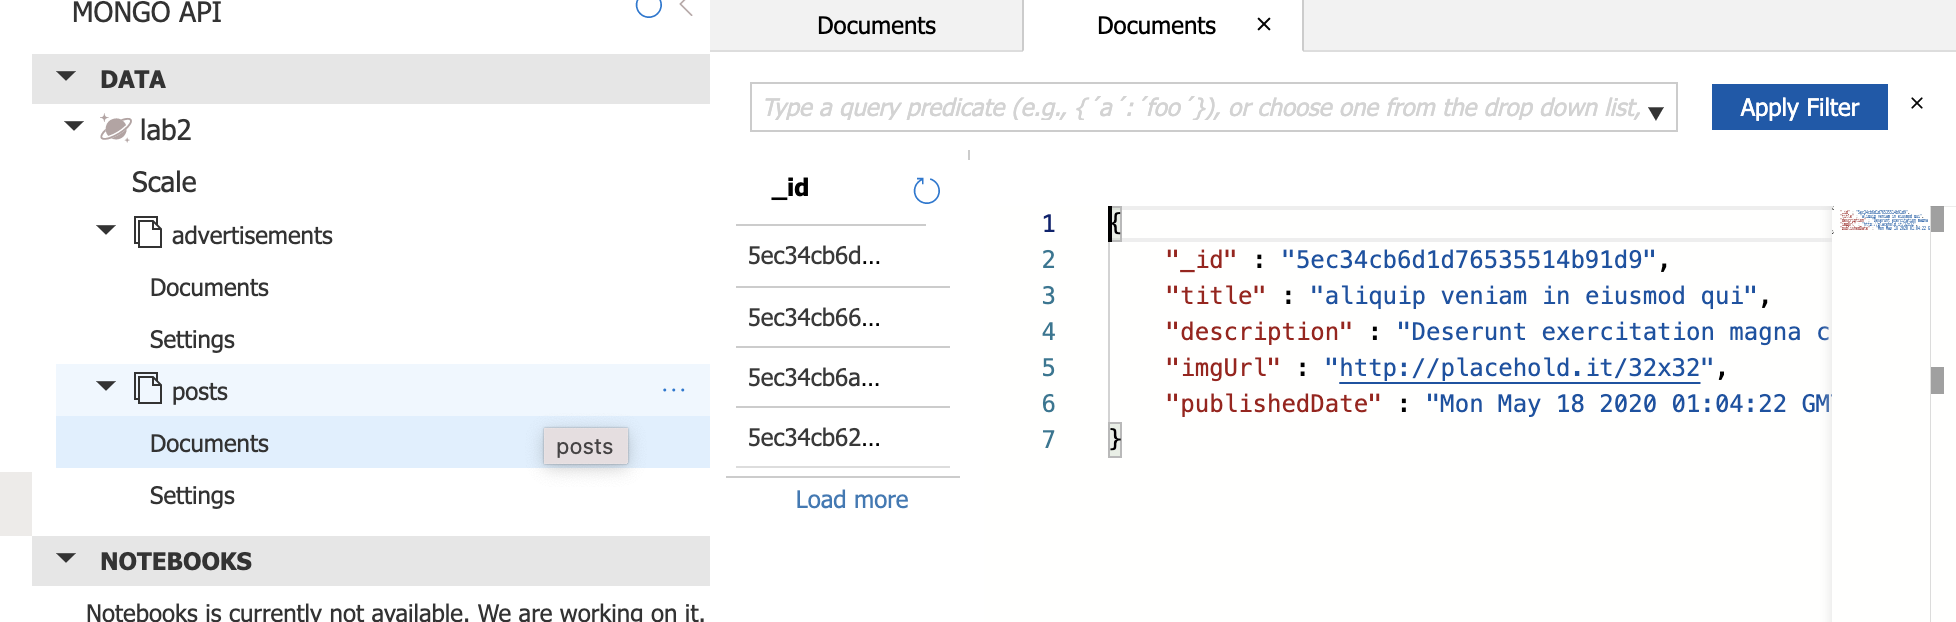 MONGO API
DATA
lab2
Scale
advertisements
Documents
Settings
posts
...
Documents
posts
Settings
NOTEBOOKS
Notebooks is currently not available. We are working on it.
Documents
Documents
Type a query predicate (e.g., {´a´:´foo´}), or choose one from the drop down list,
Apply Filter
_id
5ec34cb6d...
5ec34cb66...
5ec34cb6a...
5ec34cb62...
Load more
1 {
2 "_id" : "5ec34cb6d1d76535514b91d9",
3 "title" : "aliquip veniam in eiusmod qui",
4 "description" : "Deserunt exercitation magna c
5 "imgUrl" : "http://placehold.it/32x32",
6 "publishedDate" : "Mon May 18 2020 01:04:22 GM
7 }